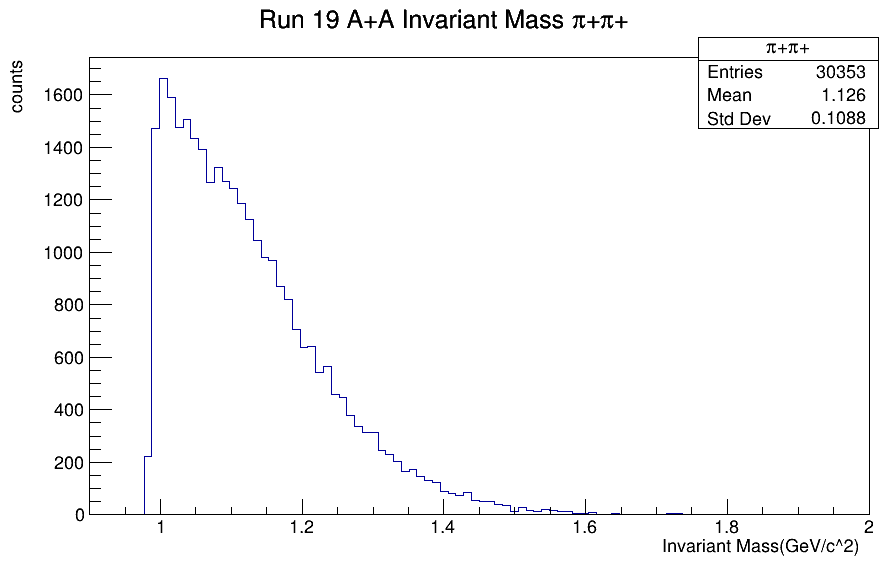 Run 19 A+A Invariant Mass π+π+
π+π+
Entries 30353
Mean 1.126
Std Dev 0.1088
counts
1600
1400
1200
1000
800
600
400
200
0
1 1.2 1.4 1.6 1.8 2
Invariant Mass(GeV/c^2)